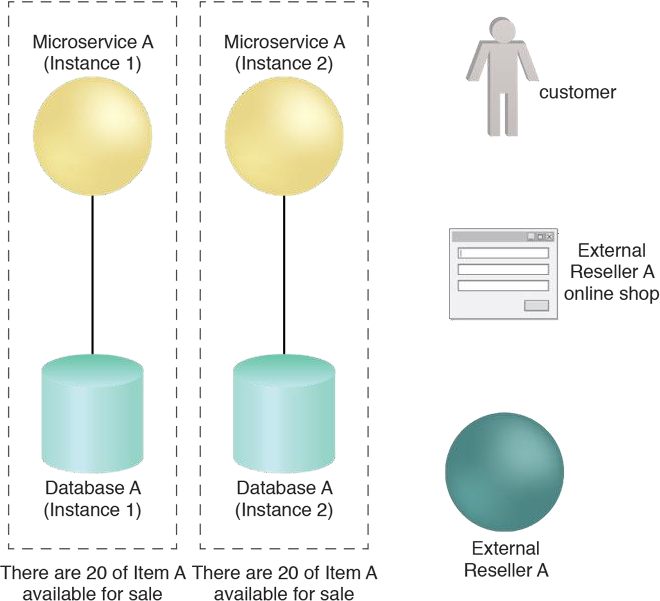 Microservice A
(Instance 1)
Microservice A
(Instance 2)
customer
External
Reseller A
online shop
Database A
(Instance 1)
Database A
(Instance 2)
External
Reseller A
There are 20 of Item A
available for sale
There are 20 of Item A
available for sale